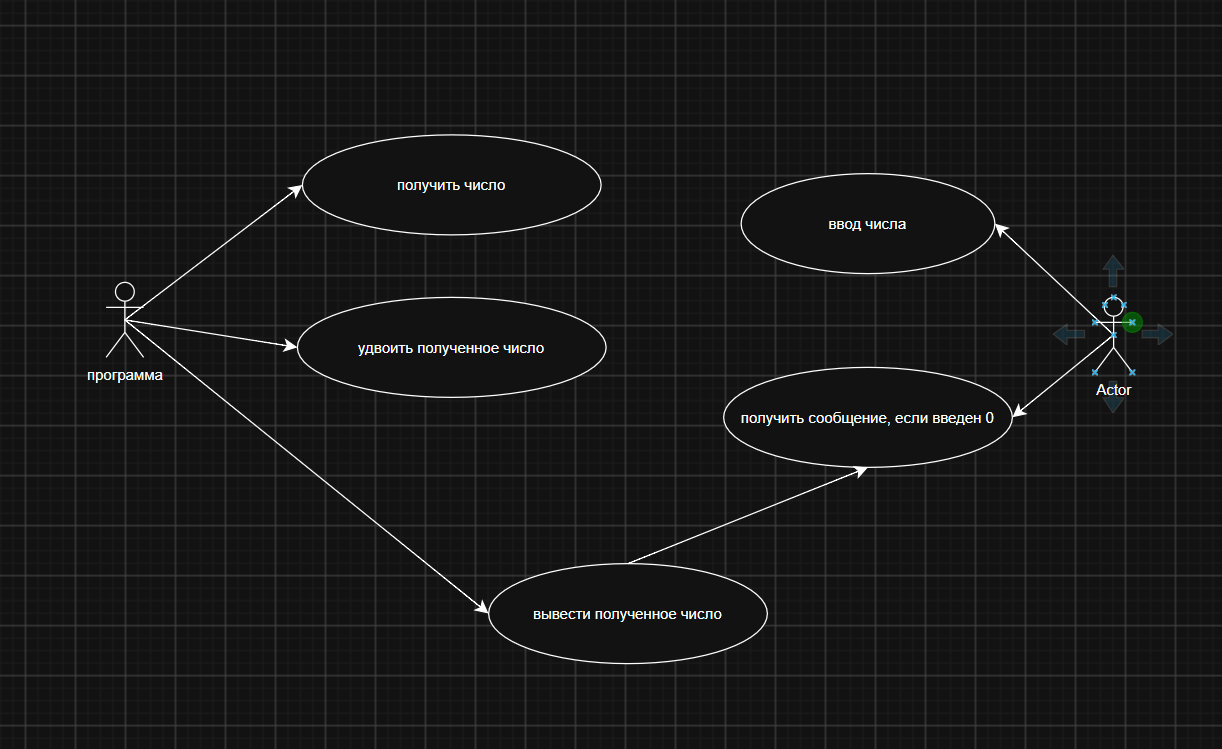 получить число
ввод числа
удвоить полученное число
программа
Actor
получить сообщение, если введен 0
вывести полученное число